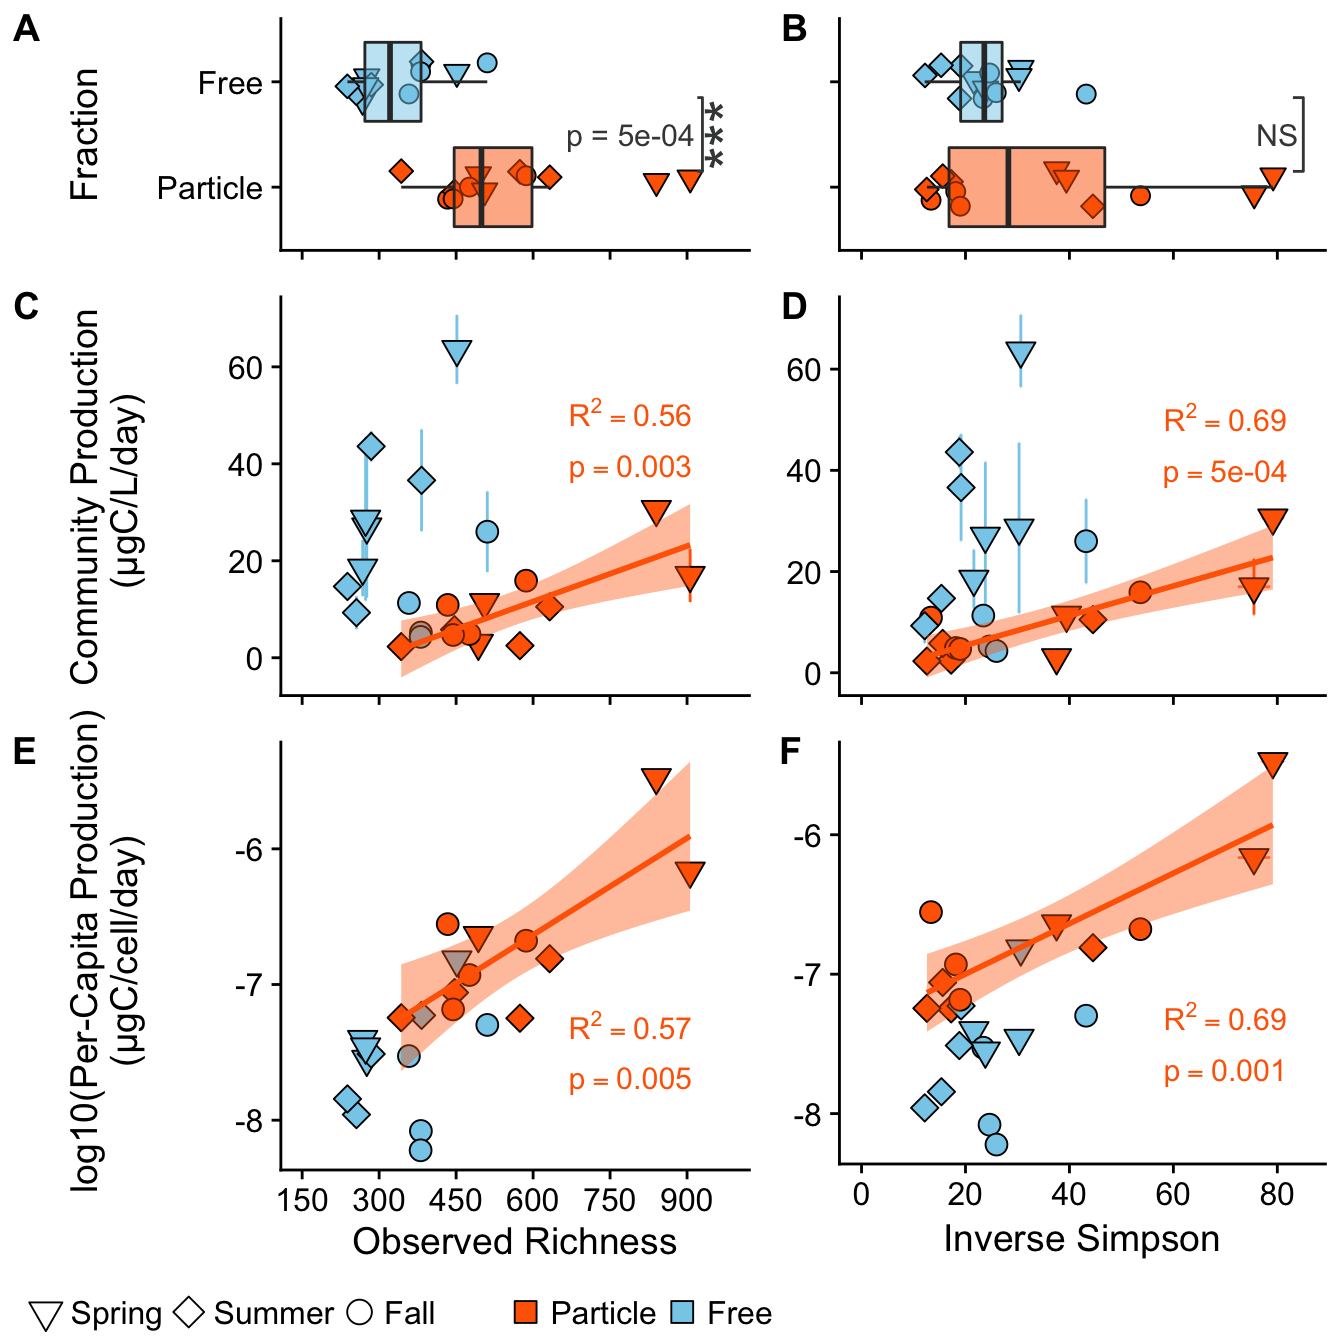 A
B
Fraction
Free
Particle
p = 5e-04
***
NS
C
D
Community Production
(µgC/L/day)
60
40
20
0
R² = 0.56
p = 0.003
60
40
20
0
R² = 0.69
p = 5e-04
E
F
log10(Per-Capita Production)
(µgC/cell/day)
-6
-7
-8
R² = 0.57
p = 0.005
-6
-7
-8
R² = 0.69
p = 0.001
150 300 450 600 750 900
0 20 40 60 80
Observed Richness
Inverse Simpson
Spring Summer Fall Particle Free